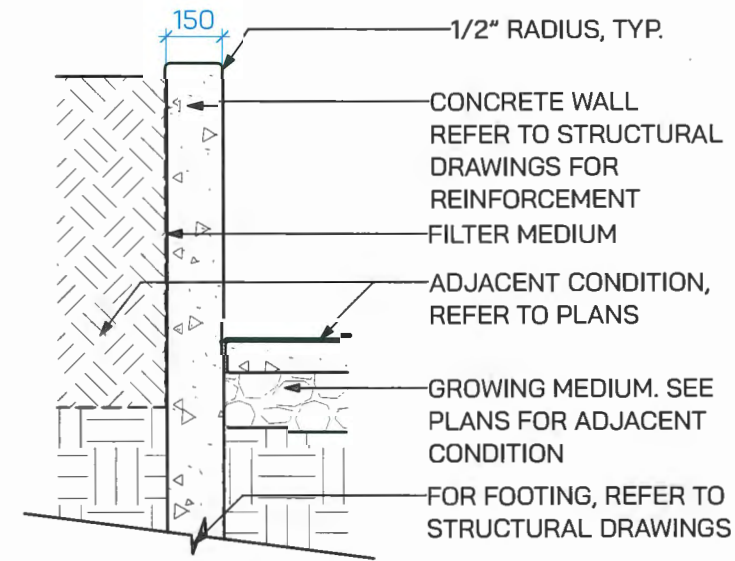 150
1/2" RADIUS, TYP.
CONCRETE WALL
REFER TO STRUCTURAL
DRAWINGS FOR
REINFORCEMENT
FILTER MEDIUM
ADJACENT CONDITION,
REFER TO PLANS
GROWING MEDIUM. SEE
PLANS FOR ADJACENT
CONDITION
FOR FOOTING, REFER TO
STRUCTURAL DRAWINGS